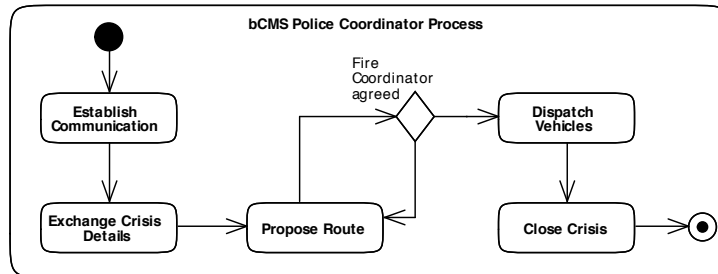 bCMS Police Coordinator Process
Fire
Coordinator
agreed
Establish
Communication
Dispatch
Vehicles
Exchange Crisis
Details
Propose Route
Close Crisis